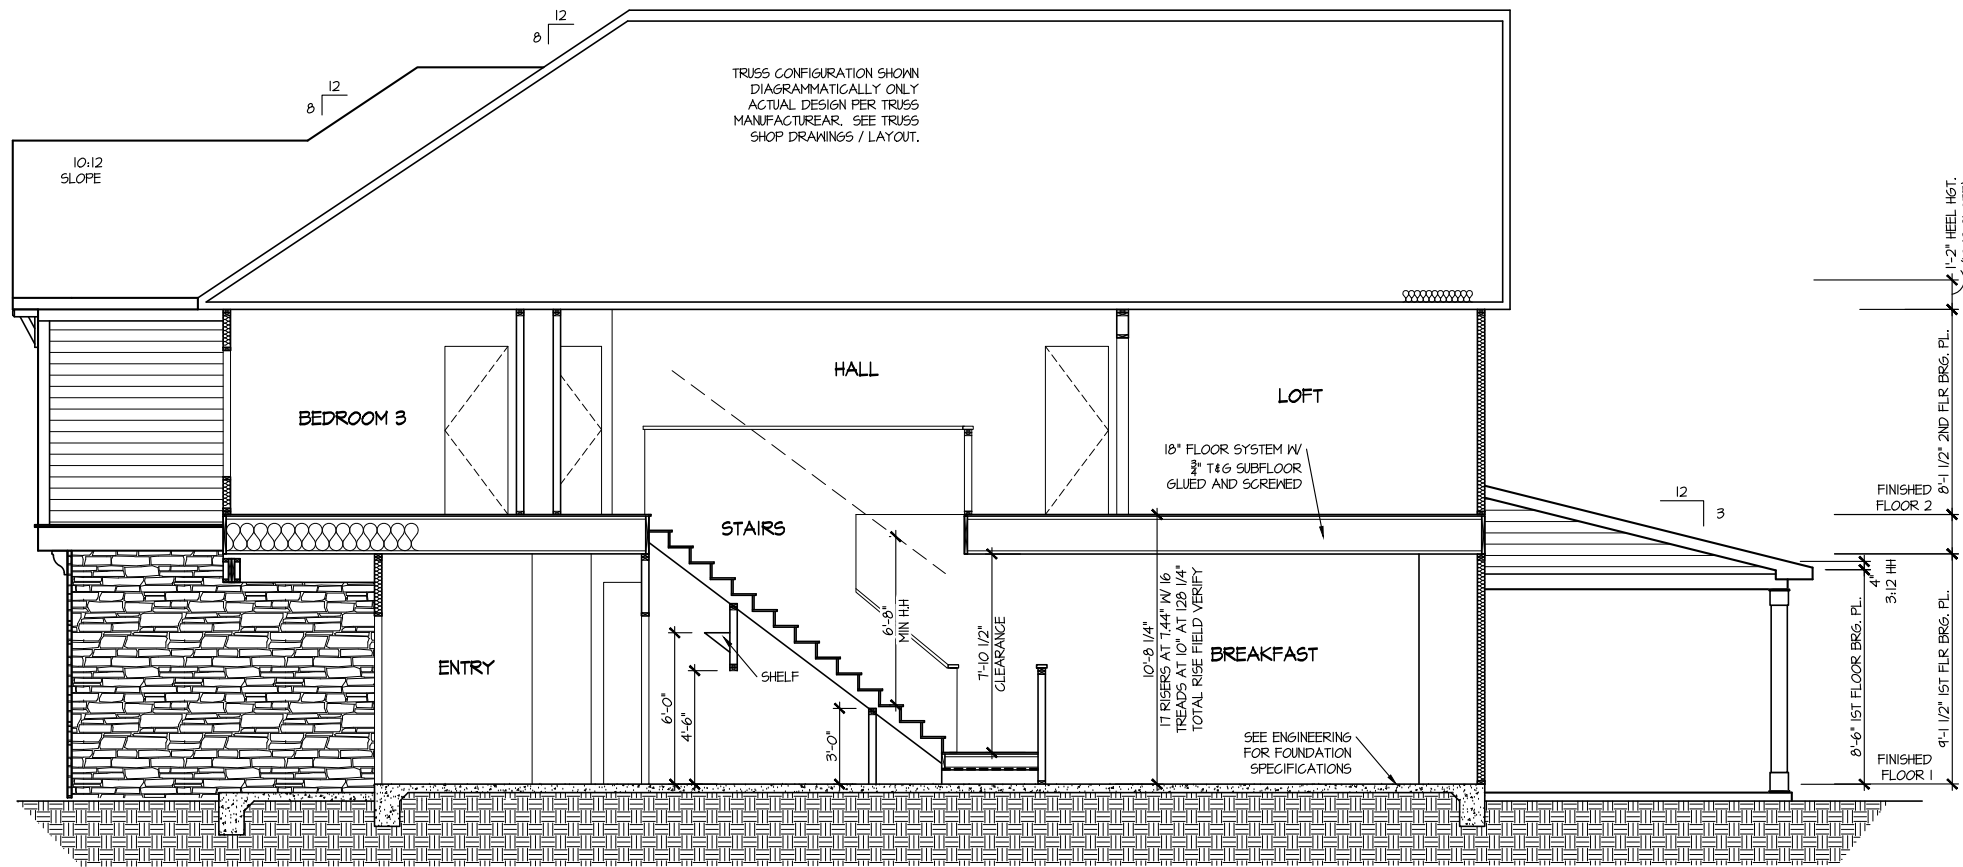 12
8
12
8
10:12
SLOPE
TRUSS CONFIGURATION SHOWN
DIAGRAMMATICALLY ONLY
ACTUAL DESIGN PER TRUSS
MANUFACTUREAR. SEE TRUSS
SHOP DRAWINGS / LAYOUT.
HALL
BEDROOM 3
LOFT
18" FLOOR SYSTEM W/
3/4" T&G SUBFLOOR
GLUED AND SCREWED
STAIRS
ENTRY
SHELF
6'-0"
4'-6"
3'-0"
6'-8"
MIN H.H
7'-10 1/2"
CLEARANCE
10'-8 1/4"
17 RISERS AT 7.44" W/ 16
TREADS AT 10" AT 128 1/4"
TOTAL RISE FIELD VERIFY
BREAKFAST
SEE ENGINEERING
FOR FOUNDATION
SPECIFICATIONS
12
3
1'-2" HEEL HGT.
8'-1 1/2" 2ND FLR BRG. PL.
FINISHED
FLOOR 2
4"
3:12 HH
8'-6" 1ST FLOOR BRG. PL.
9'-1 1/2" 1ST FLR BRG. PL.
FINISHED
FLOOR 1